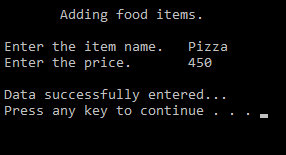 Adding food items.
Enter the item name. Pizza
Enter the price. 450
Data successfully entered...
Press any key to continue . . .